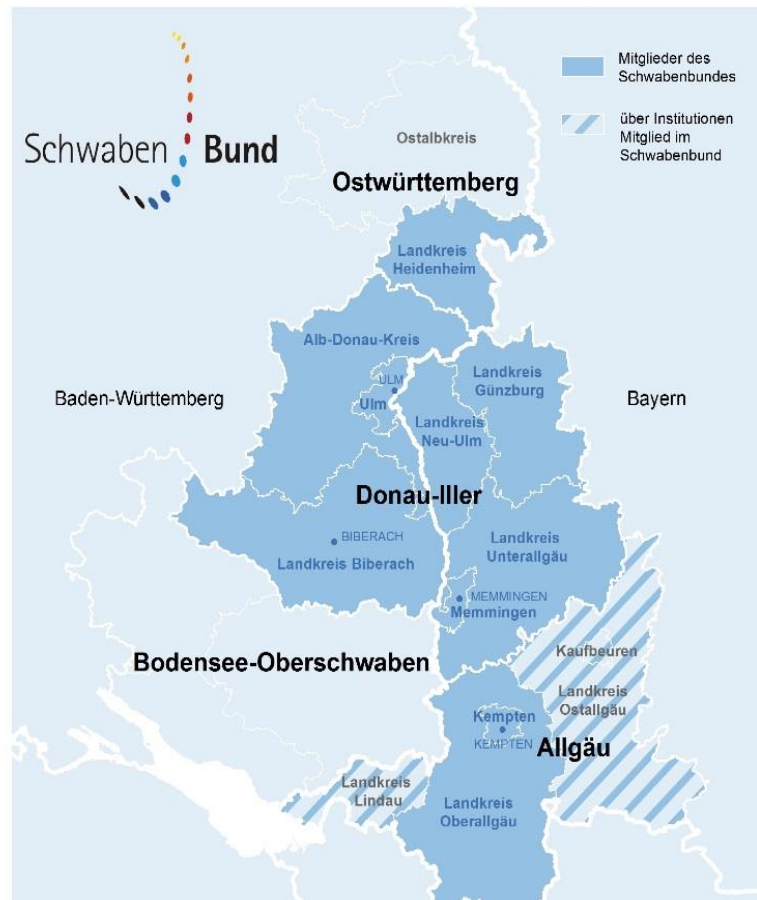 Mitglieder des
Schwabenbundes
über Institutionen
Mitglied im
Schwabenbund
Schwaben Bund
Ostalbkreis
Ostwürttemberg
Landkreis
Heidenheim
Alb-Donau-Kreis
Landkreis
Günzburg
ULM
Ulm
Baden-Württemberg
Bayern
Landkreis
Neu-Ulm
Donau-Iller
BIBERACH
Landkreis Biberach
Landkreis
Unterallgäu
MEMMINGEN
Memmingen
Bodensee-Oberschwaben
Kaufbeuren
Landkreis
Ostallgäu
Kempten
KEMPTEN
Allgäu
Landkreis
Lindau
Landkreis
Oberallgäu